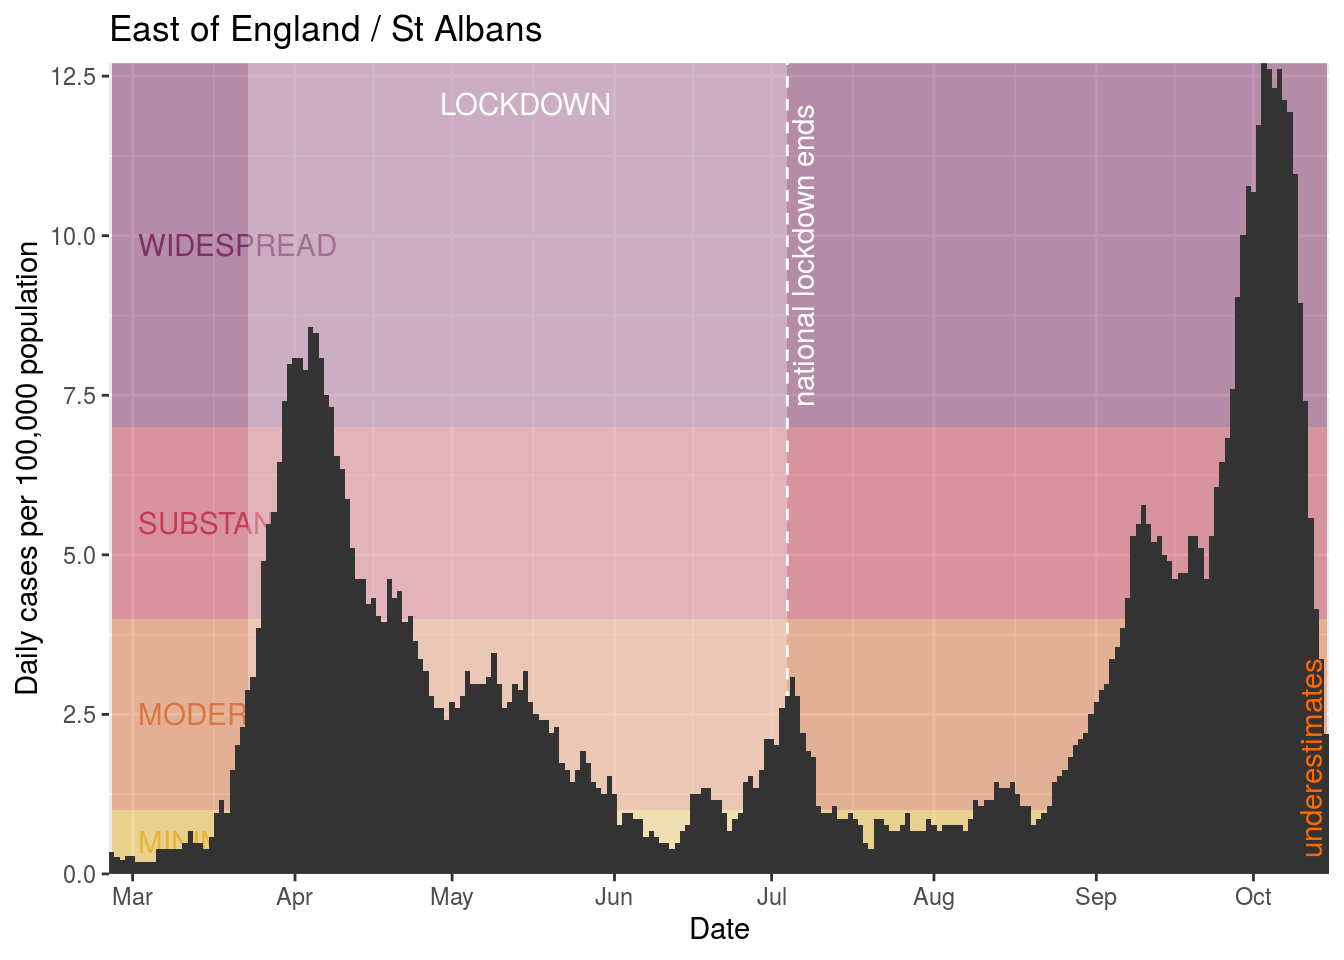 East of England / St Albans
12.5
10.0
7.5
5.0
2.5
0.0
Daily cases per 100,000 population
LOCKDOWN
national lockdown ends
WIDESPREAD
SUBSTAN
MODER
MINIM
underestimates
Mar Apr May Jun Jul Aug Sep Oct
Date